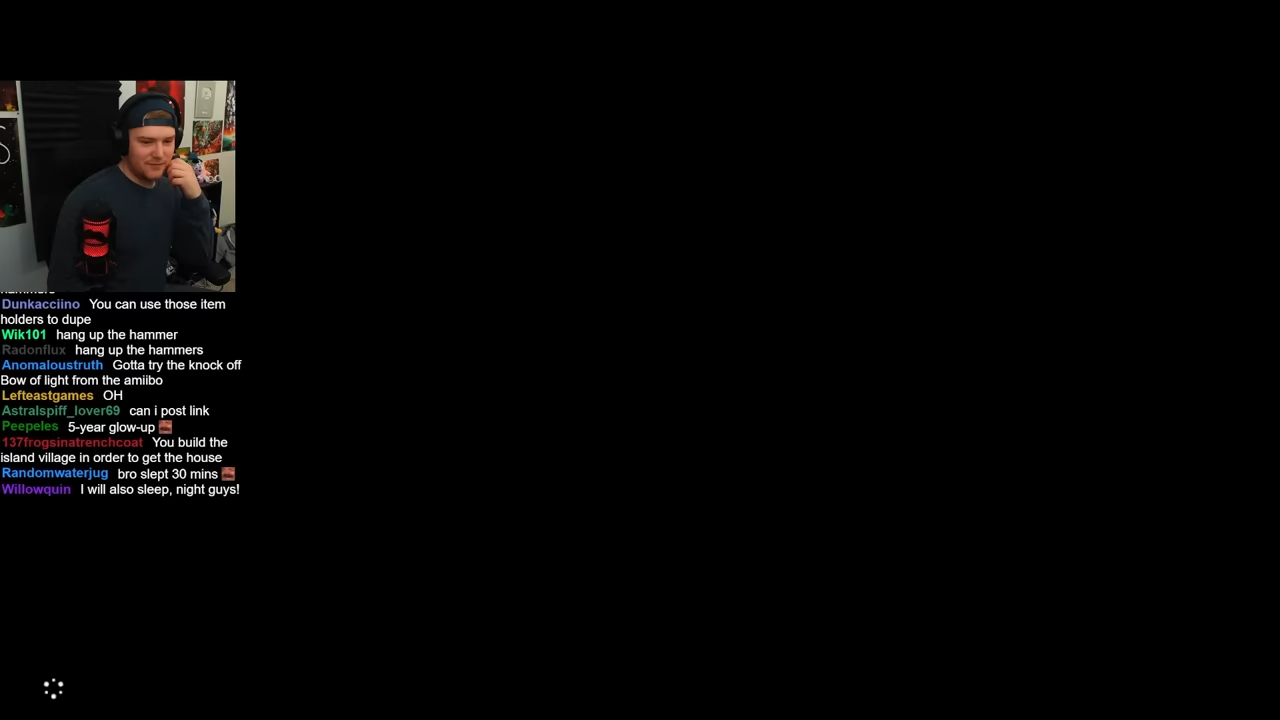 Dunkacciino You can use those item
holders to dupe
Wik101 hang up the hammer
Radonflux hang up the hammers
Anomaloustruth Gotta try the knock off
Bow of light from the amiibo
Lefteastgames OH
Astralspiff_lover69 can i post link
Peepeles 5-year glow-up
137frogsinatrenchcoat You build the
island village in order to get the house
Randomwaterjug bro slept 30 mins
Willowquin I will also sleep, night guys!